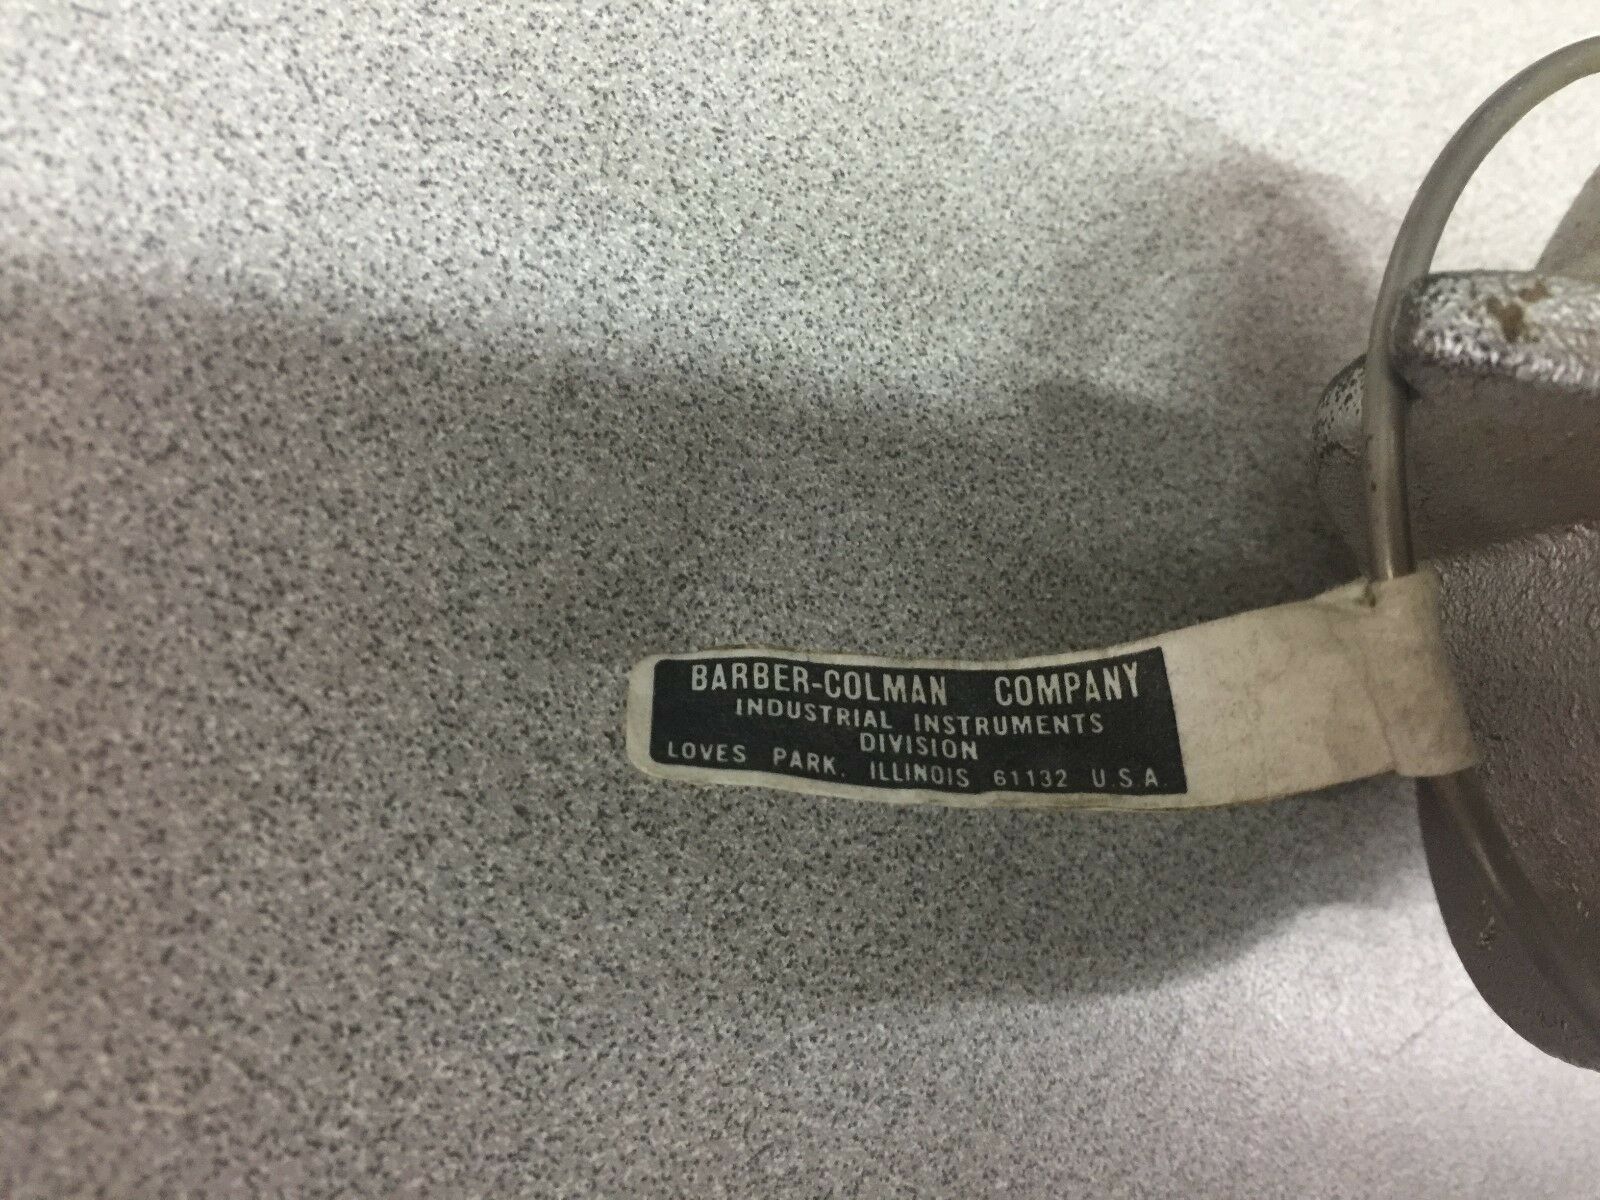 BARBER-COLMAN COMPANY
INDUSTRIAL INSTRUMENTS
DIVISION
LOVES PARK, ILLINOIS 61132 U.S.A.